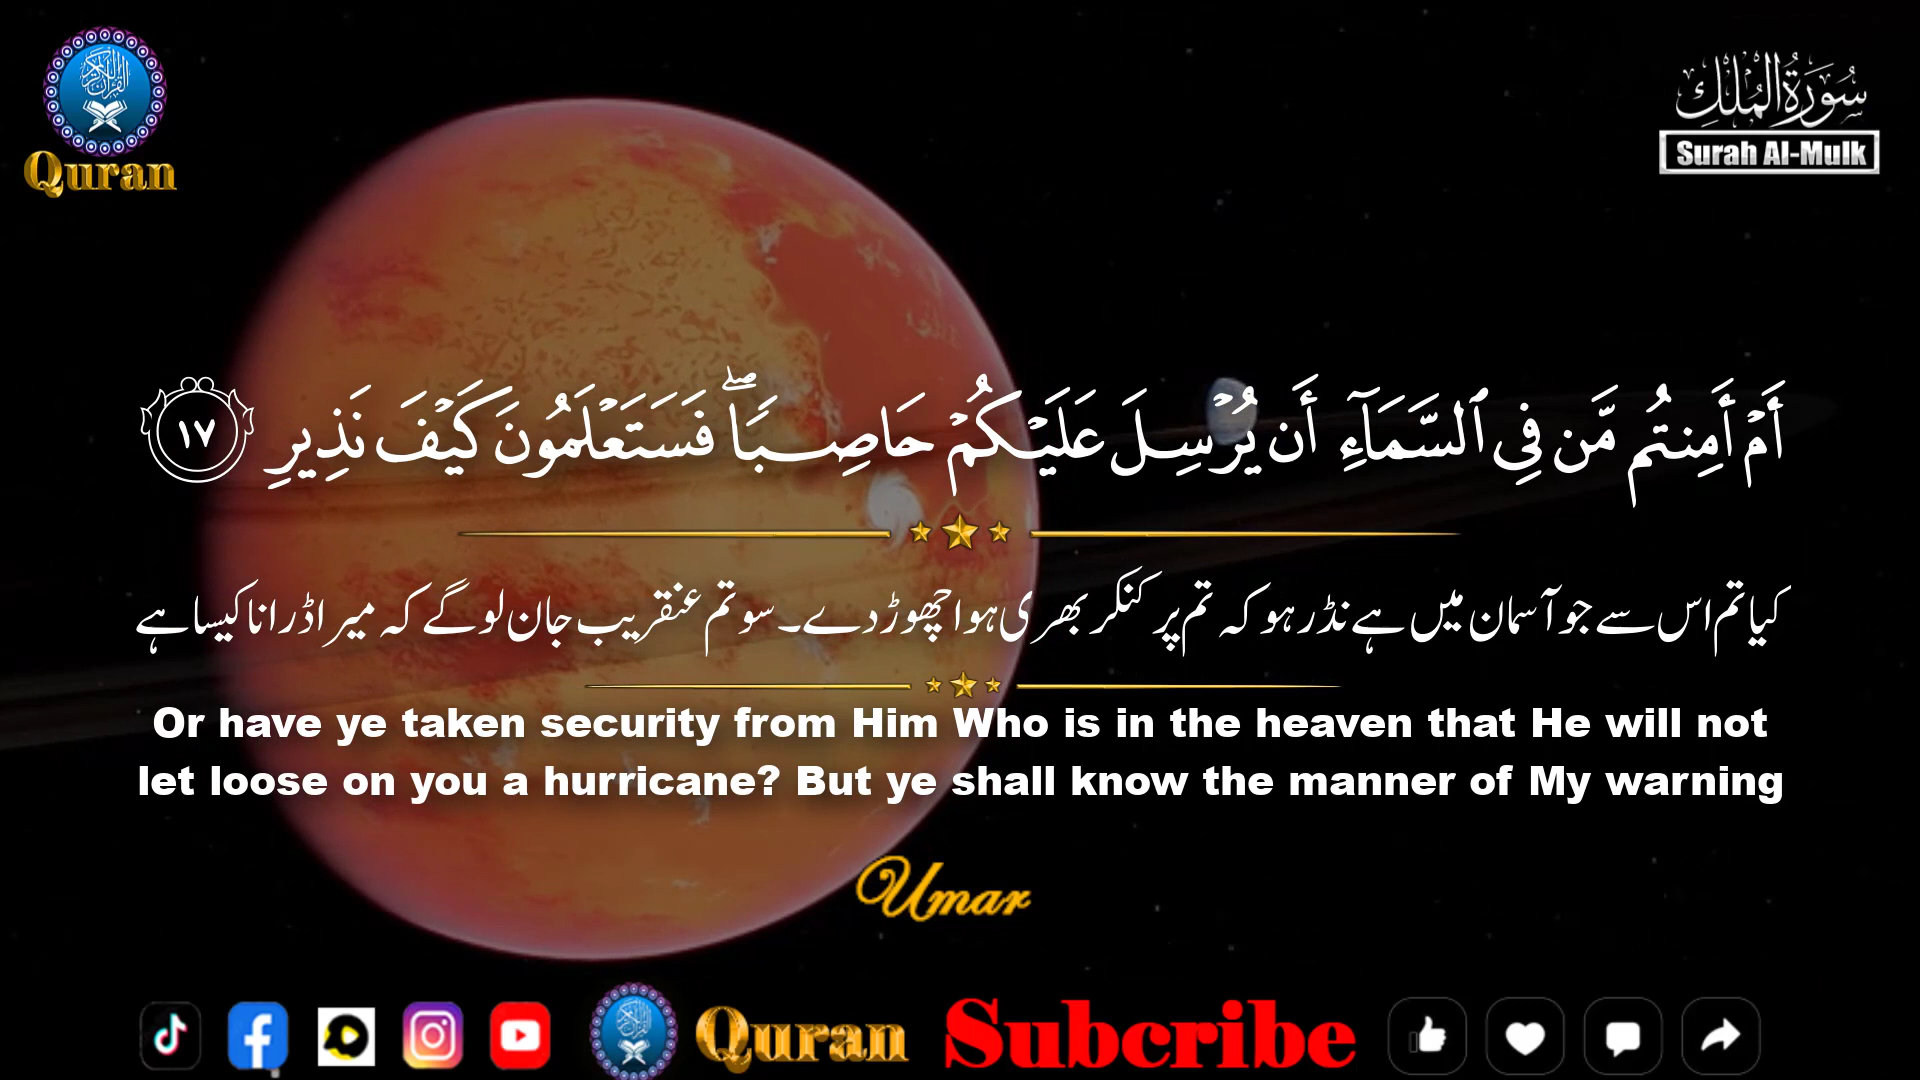 Quran
سُورَةُ الْمُلْكِ
Surah Al-Mulk
أَمْ أَمِنتُم مَّن فِي ٱلسَّمَآءِ أَن يُرْسِلَ عَلَيْكُمْ حَاصِبًاۖ فَسَتَعْلَمُونَ كَيْفَ نَذِيرِ ١٧
کیا تم اس سے جو آسمان میں ہے نڈر ہو کہ تم پر کنکر بھری ہوا چھوڑ دے۔ سو تم عنقریب جان لو گے کہ میرا ڈرانا کیسا ہے
Or have ye taken security from Him Who is in the heaven that He will not
let loose on you a hurricane? But ye shall know the manner of My warning
Umar
Quran Subcribe